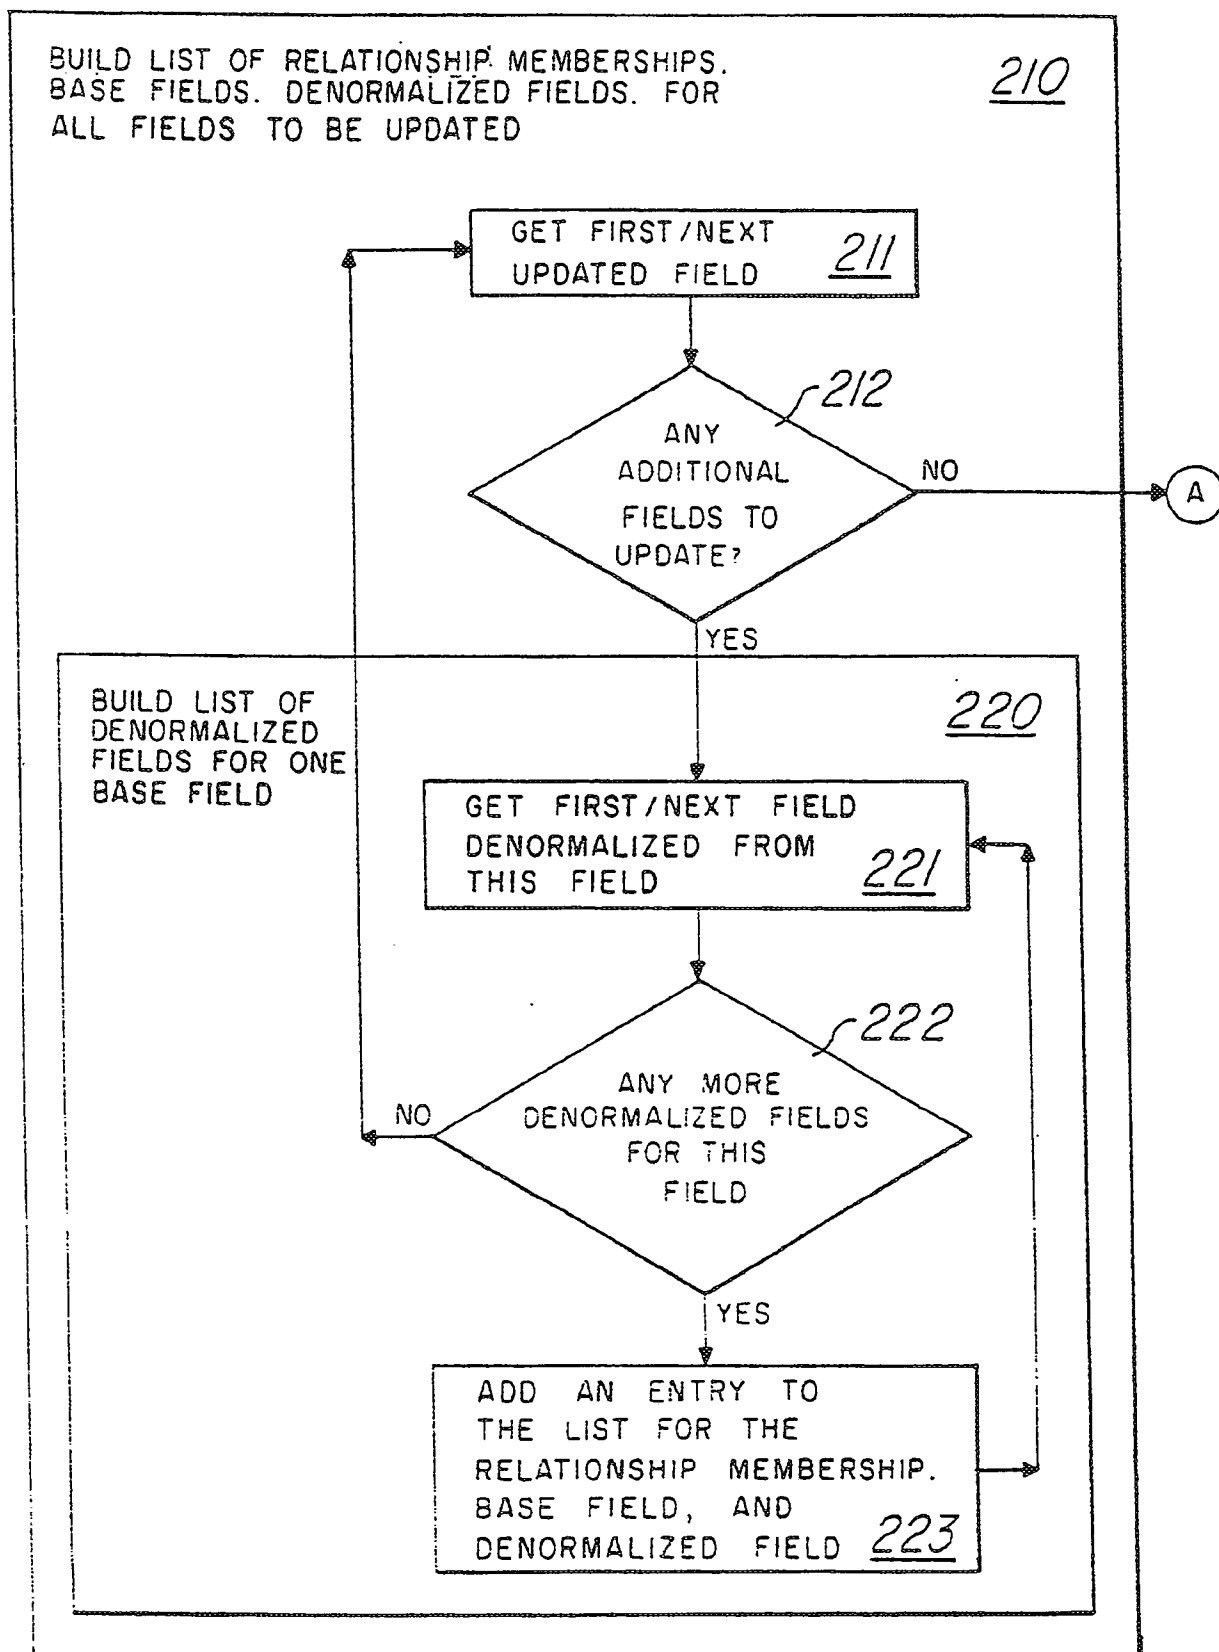 BUILD LIST OF RELATIONSHIP MEMBERSHIPS.
BASE FIELDS. DENORMALIZED FIELDS. FOR
ALL FIELDS TO BE UPDATED
210
GET FIRST/NEXT
UPDATED FIELD
211
212
ANY
ADDITIONAL
FIELDS TO
UPDATE?
NO
A
YES
BUILD LIST OF
DENORMALIZED
FIELDS FOR ONE
BASE FIELD
220
GET FIRST/NEXT FIELD
DENORMALIZED FROM
THIS FIELD
221
222
ANY MORE
DENORMALIZED FIELDS
FOR THIS
FIELD
NO
YES
ADD AN ENTRY TO
THE LIST FOR THE
RELATIONSHIP MEMBERSHIP.
BASE FIELD, AND
DENORMALIZED FIELD
223